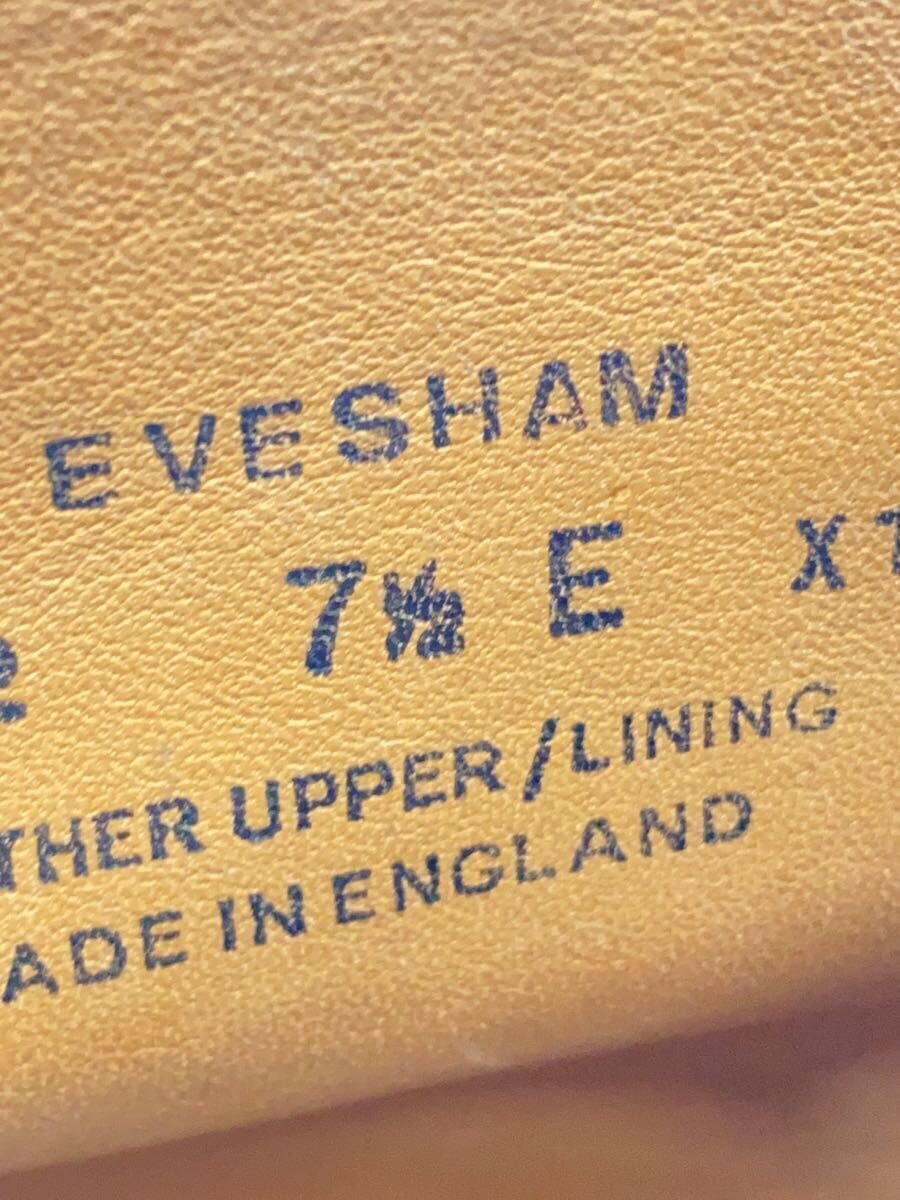 EVESHAM
7½ E
THER UPPER/LINING
ADE IN ENGLAND